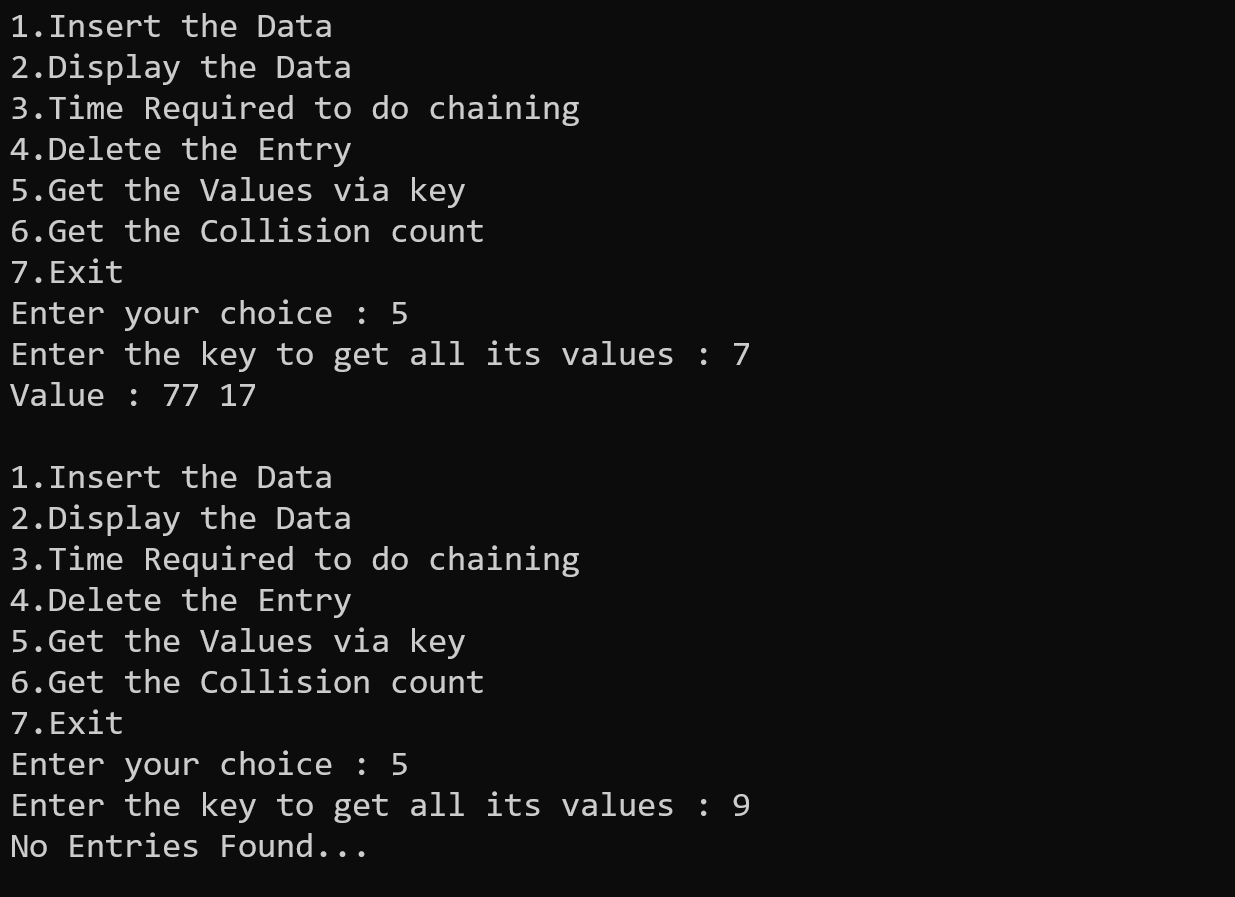 1.Insert the Data
2.Display the Data
3.Time Required to do chaining
4.Delete the Entry
5.Get the Values via key
6.Get the Collision count
7.Exit
Enter your choice : 5
Enter the key to get all its values : 7
Value : 77 17

1.Insert the Data
2.Display the Data
3.Time Required to do chaining
4.Delete the Entry
5.Get the Values via key
6.Get the Collision count
7.Exit
Enter your choice : 5
Enter the key to get all its values : 9
No Entries Found...